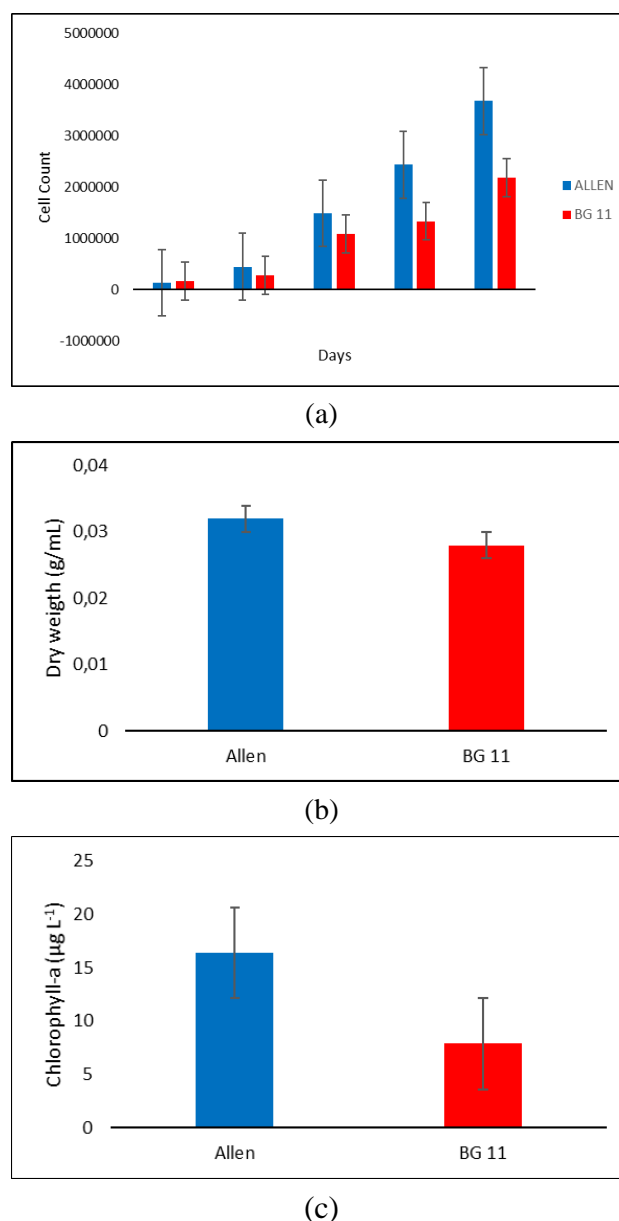 5000000
4000000
3000000
2000000
1000000
0
-1000000
Cell Count
Days
ALLEN
BG 11
(a)
0,04
0,03
0,02
0,01
0
Dry weigth (g/mL)
Allen BG 11
(b)
25
20
15
10
5
0
Chlorophyll-a (µg L⁻¹)
Allen BG 11
(c)